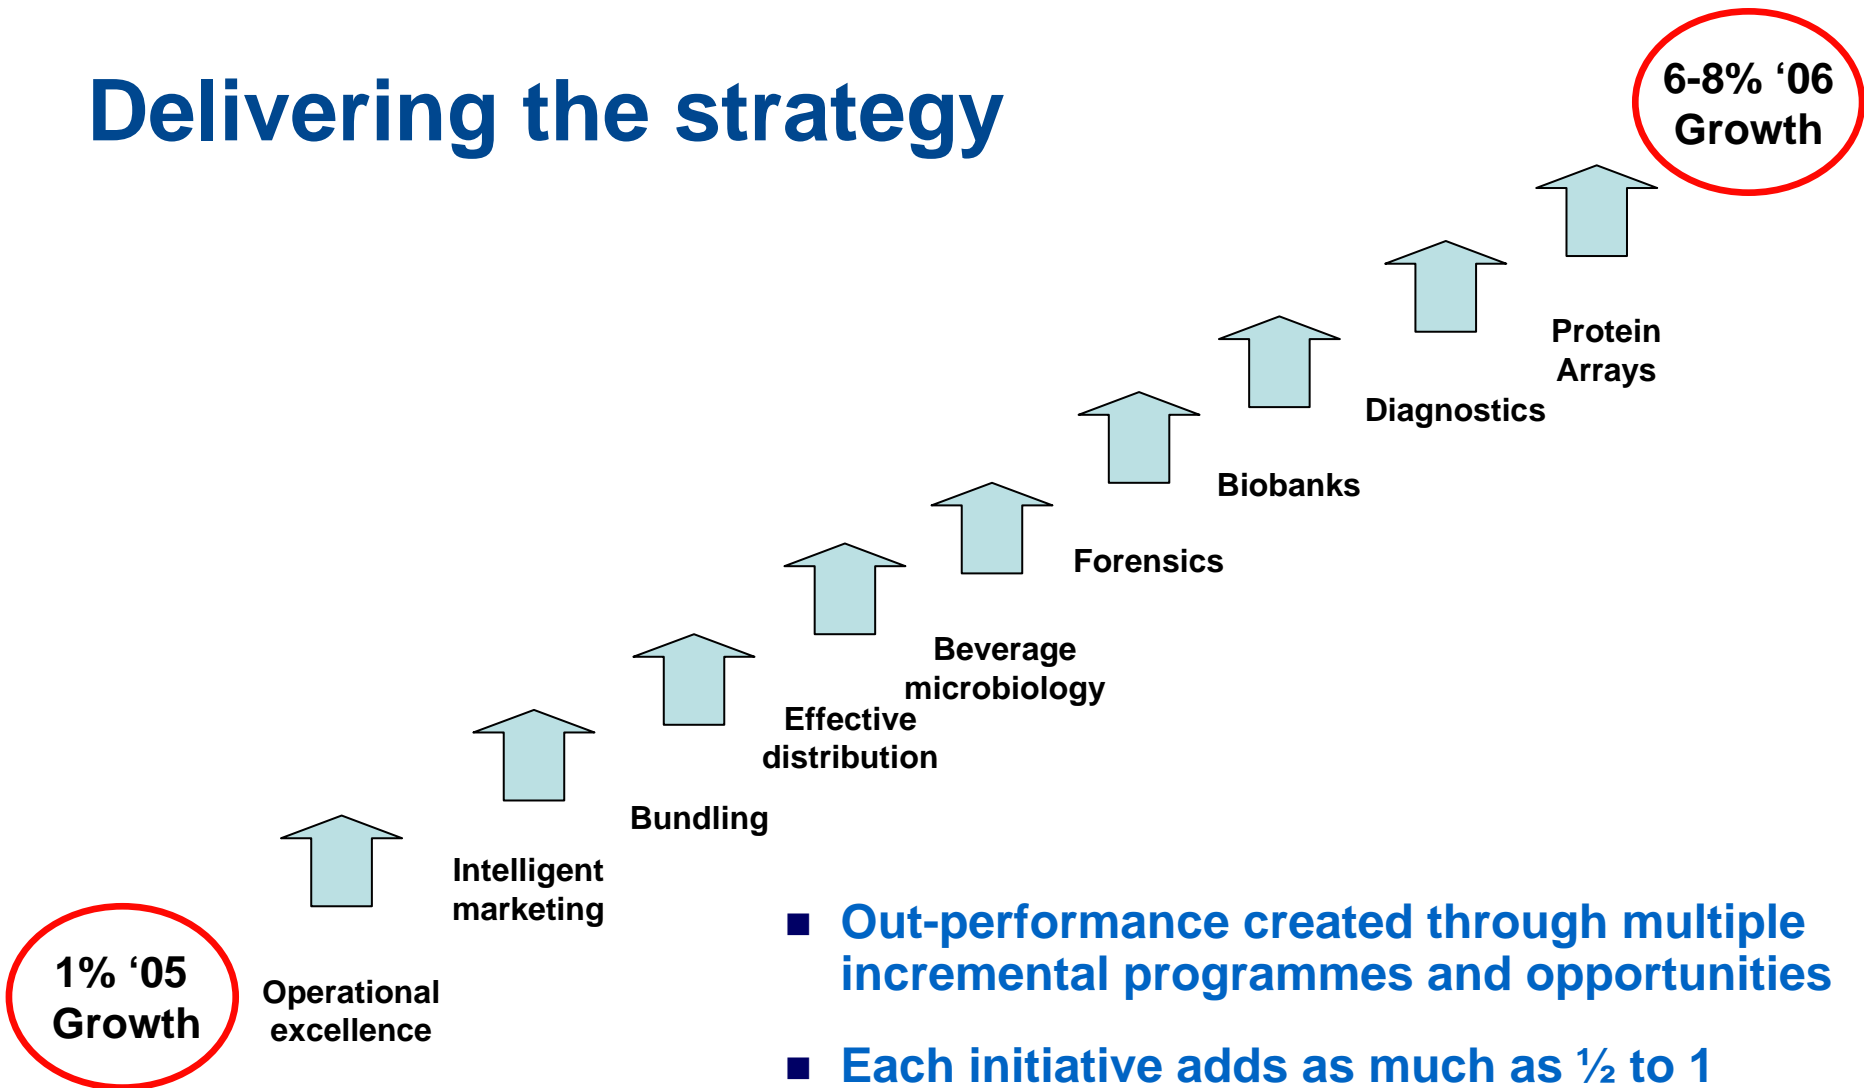 Delivering the strategy
6-8% ‘06
Growth
Protein
Arrays
Diagnostics
Biobanks
Forensics
Beverage
microbiology
Effective
distribution
Bundling
Intelligent
marketing
Operational
excellence
1% ‘05
Growth
■ Out-performance created through multiple
incremental programmes and opportunities
■ Each initiative adds as much as ½ to 1